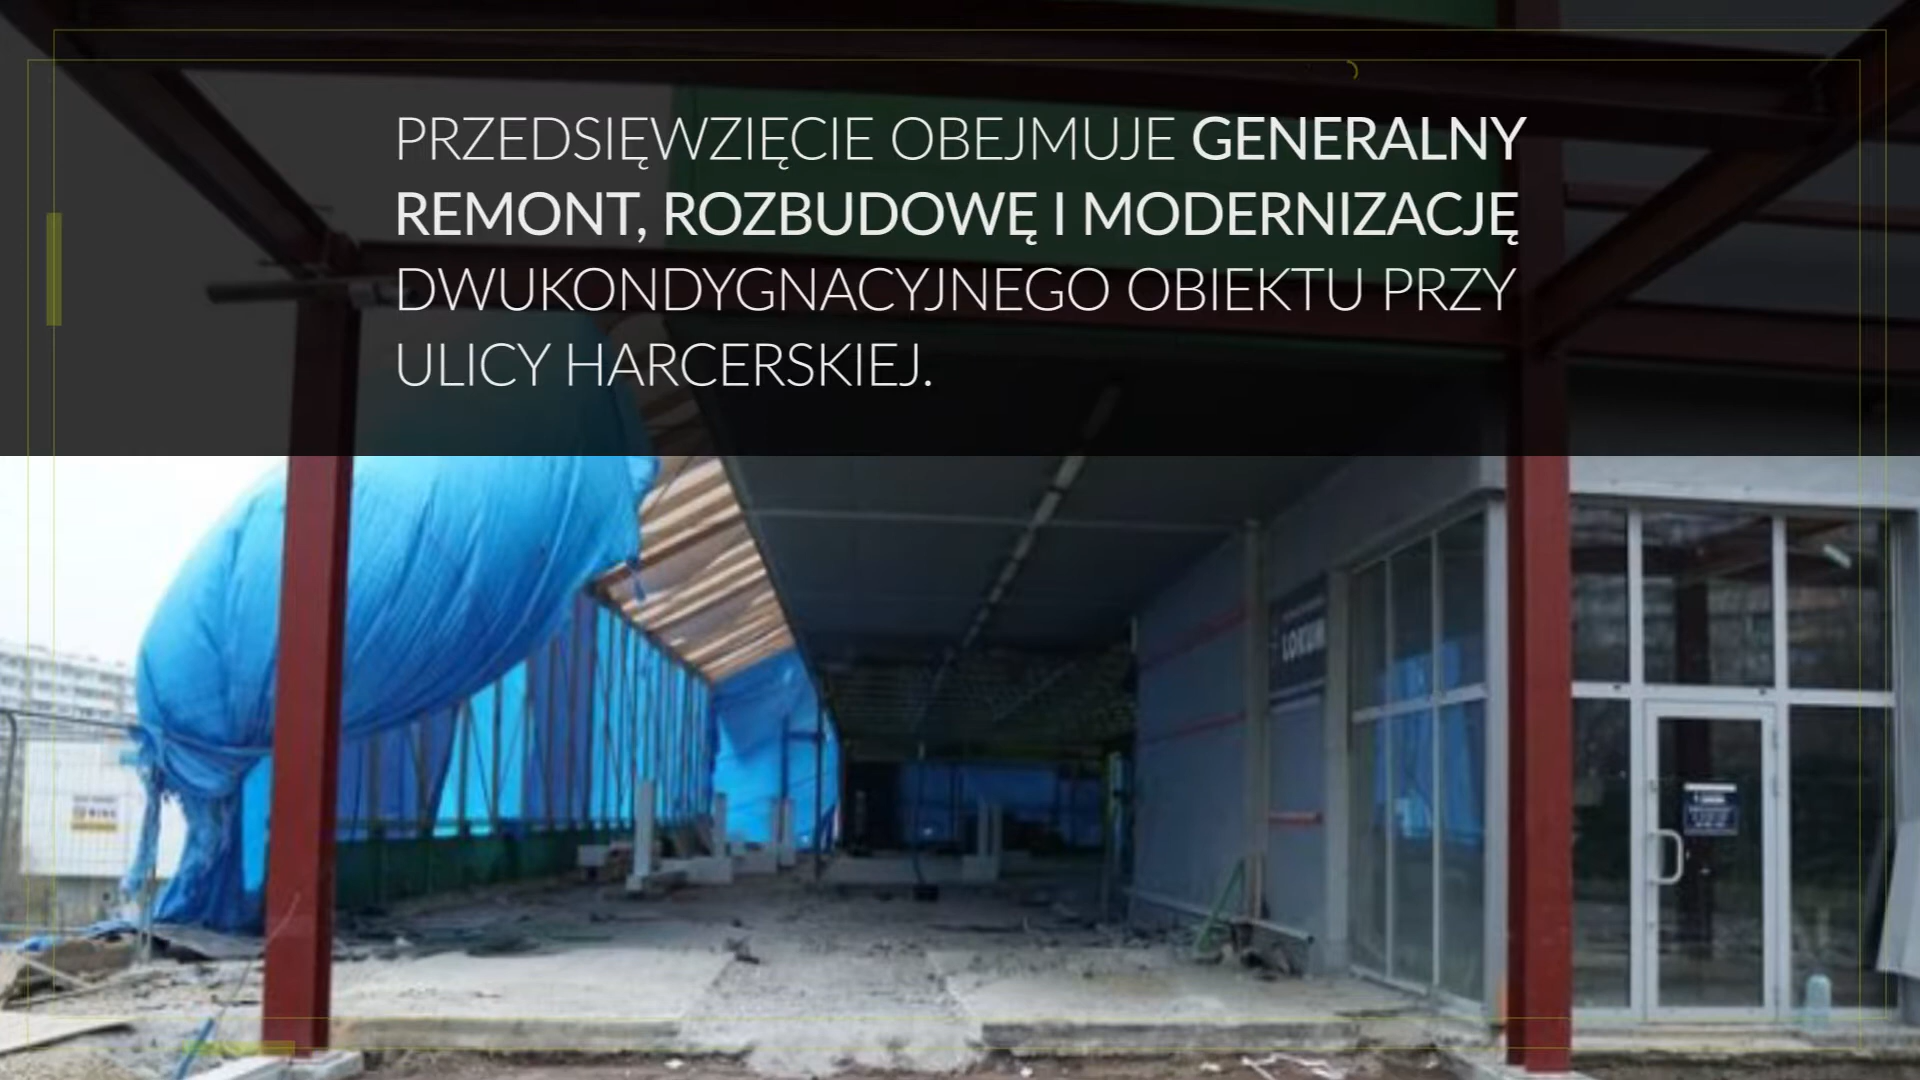 PRZEDSIĘWZIĘCIE OBEJMUJE GENERALNY
REMONT, ROZBUDOWĘ I MODERNIZACJĘ
DWUKONDYGNACYJNEGO OBIEKTU PRZY
ULICY HARCERSKIEJ.